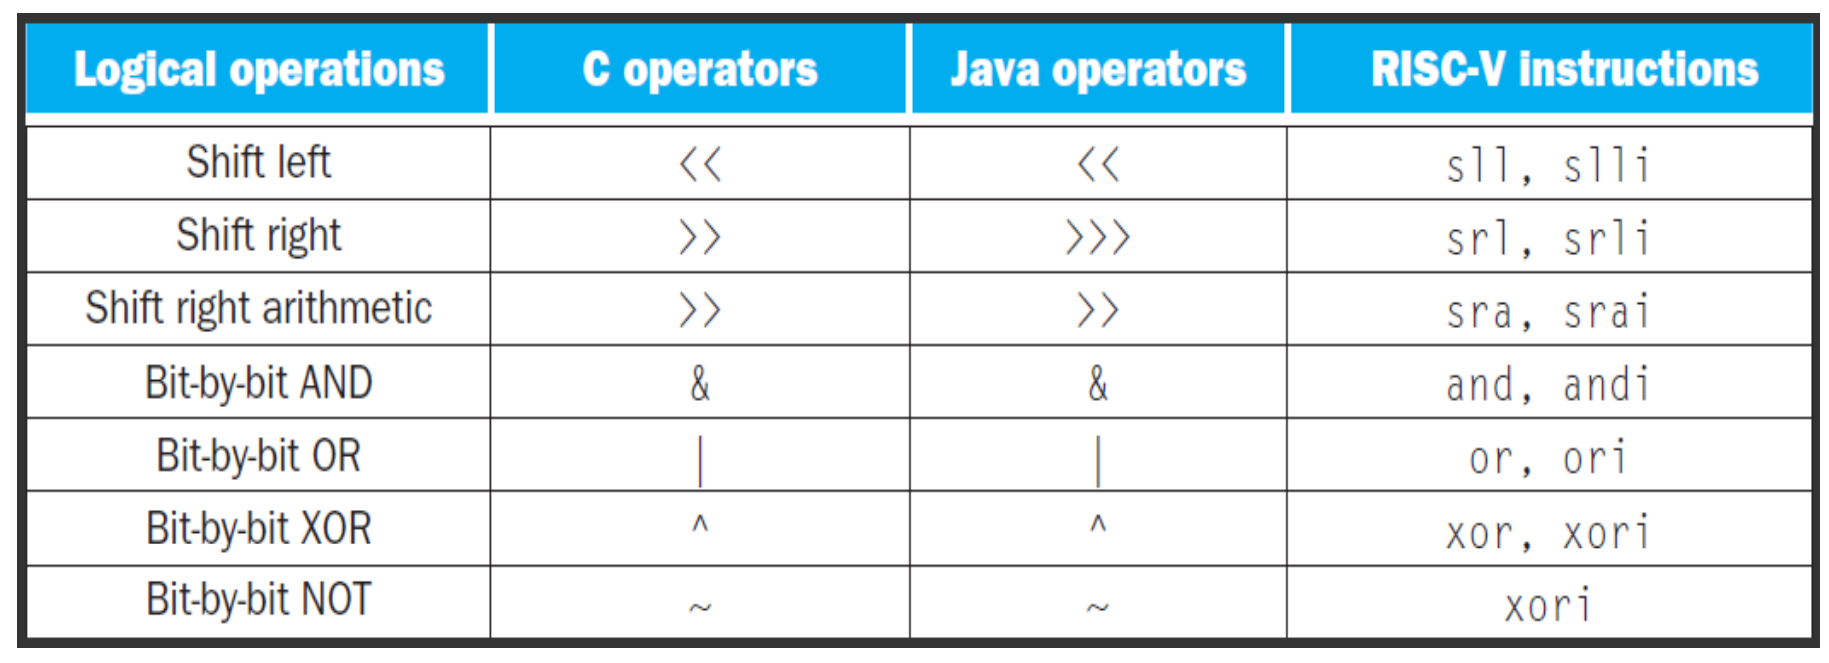 Logical operations C operators Java operators RISC-V instructions
Shift left << << sll, slli
Shift right >> >>> srl, srli
Shift right arithmetic >> >> sra, srai
Bit-by-bit AND & & and, andi
Bit-by-bit OR | | or, ori
Bit-by-bit XOR ^ ^ xor, xori
Bit-by-bit NOT ~ ~ xori